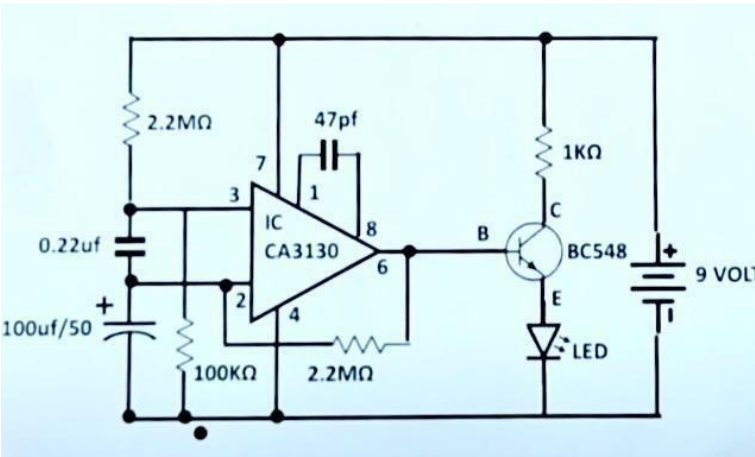 2.2MΩ
47pf
1KΩ
7
1
3
C
IC
8
B
0.22uf
CA3130
BC548
+
6
9 VOLT
2
E
+
4
100uf/50
LED
100KΩ
2.2MΩ